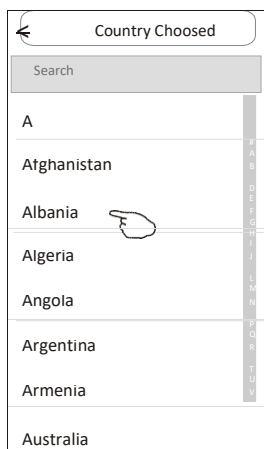 Country Choosed
Search
A
Afghanistan
Albania
Algeria
Angola
Argentina
Armenia
Australia
#
A
B
D
E
F
G
H
I
J
L
M
N
P
Q
R
T
U
V